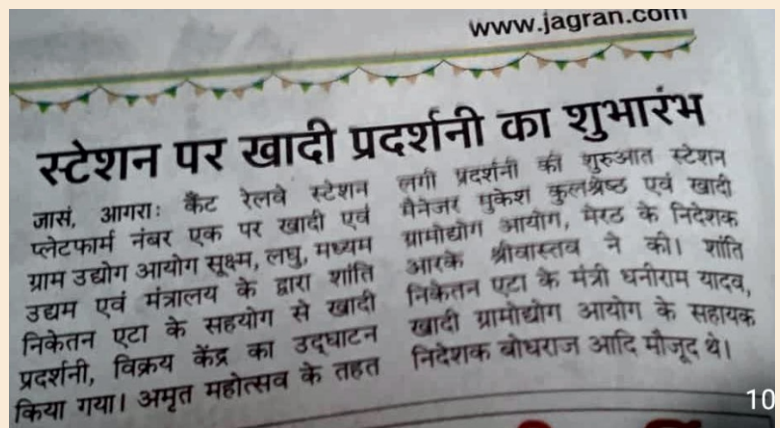 www.jagran.com
स्टेशन पर खादी प्रदर्शनी का शुभारंभ
जासं, आगराः कैंट रेलवे स्टेशन
प्लेटफार्म नंबर एक पर खादी एवं
ग्राम उद्योग आयोग सूक्ष्म, लघु, मध्यम
उद्यम एवं मंत्रालय के द्वारा शांति
निकेतन एटा के सहयोग से खादी
प्रदर्शनी, विक्रय केंद्र का उद्घाटन
किया गया। अमृत महोत्सव के तहत
लगी प्रदर्शनी की शुरुआत स्टेशन
मैनेजर मुकेश कुलश्रेष्ठ एवं खादी
ग्रामोद्योग आयोग, मेरठ के निदेशक
आरके श्रीवास्तव ने की। शांति
निकेतन एटा के मंत्री धनीराम यादव,
खादी ग्रामोद्योग आयोग के सहायक
निदेशक बोधराज आदि मौजूद थे।
10